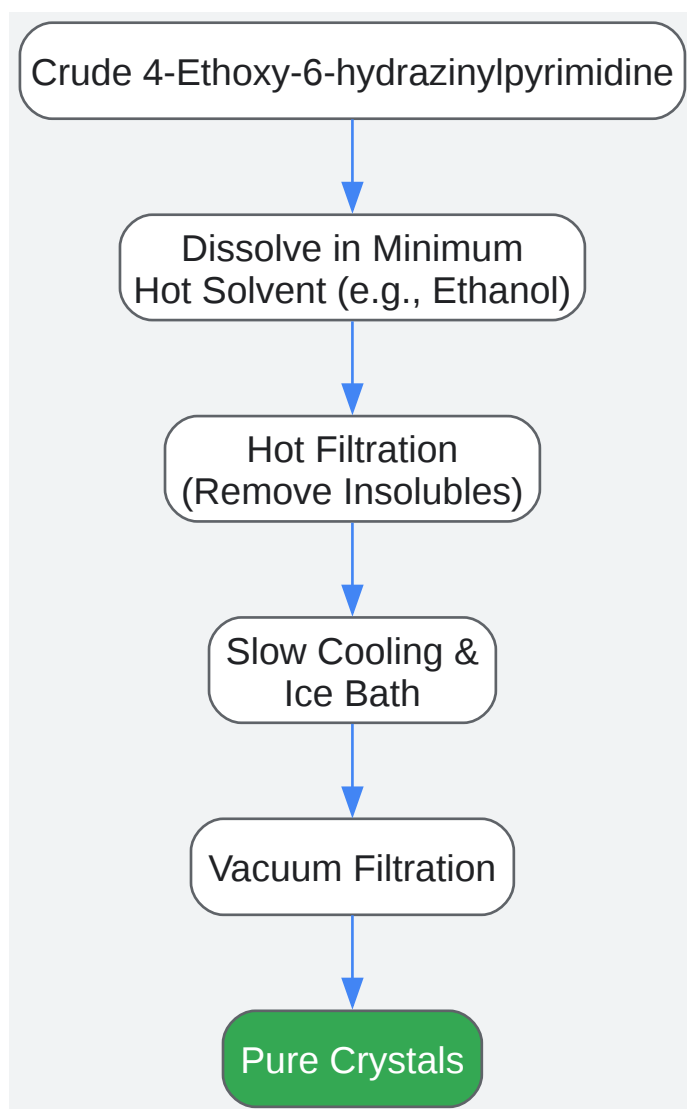 Crude 4-Ethoxy-6-hydrazinylpyrimidine
Dissolve in Minimum
Hot Solvent (e.g., Ethanol)
Hot Filtration
(Remove Insolubles)
Slow Cooling &
Ice Bath
Vacuum Filtration
Pure Crystals